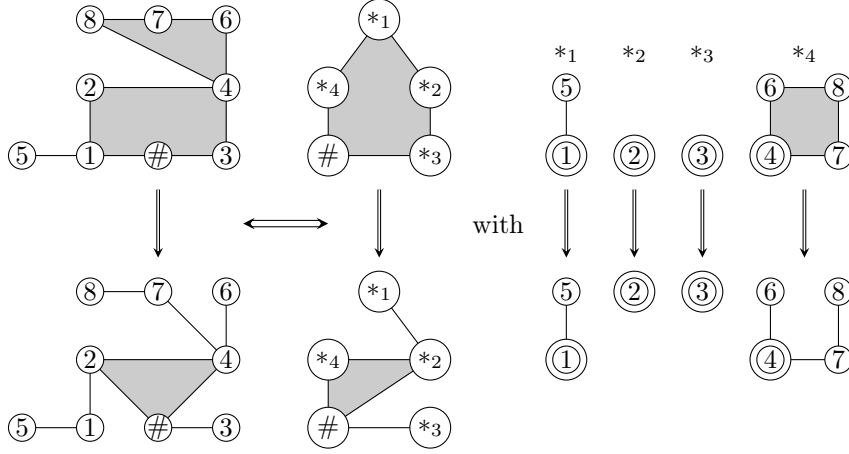 8 7 6 *₁ *₁ *₂ *₃ *₄
2 4 *₄ *₂ 5 6 8
5 1 # 3 # *₃ 1 2 3 4 7
with
8 7 6 *₁ 5 2 3 6 8
2 4 *₄ *₂ 1 4 7
5 1 # 3 # *₃